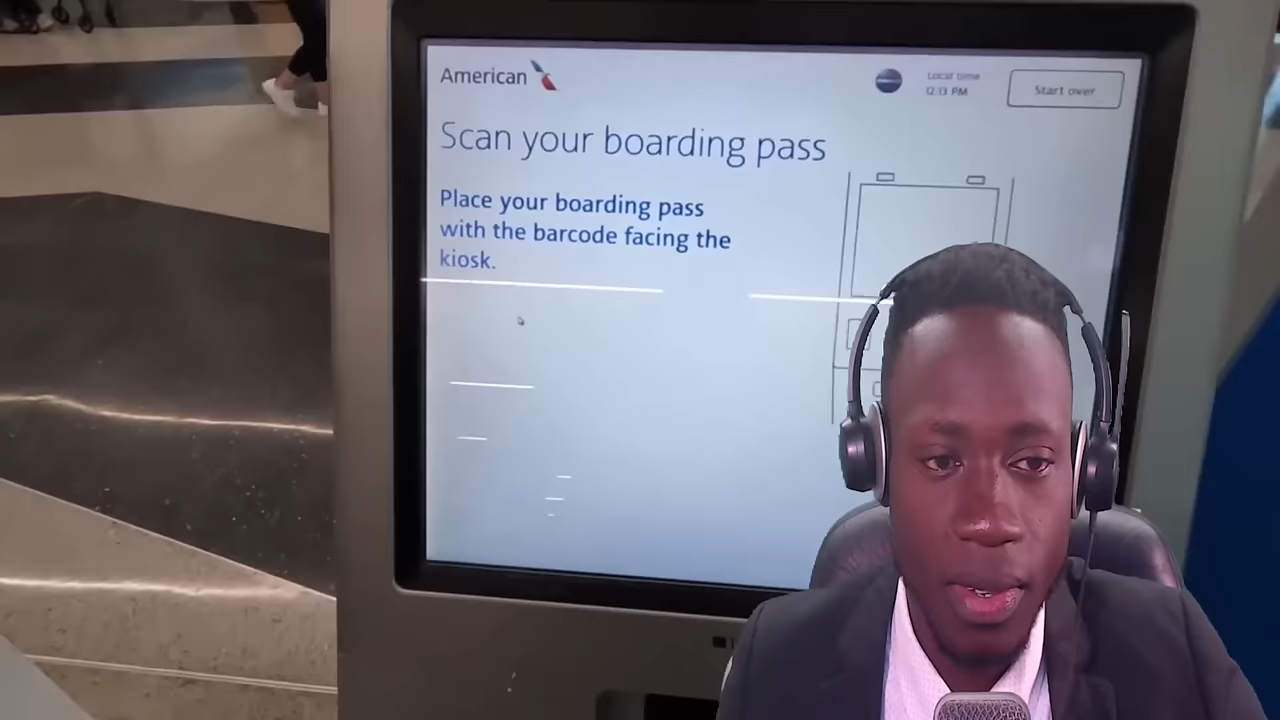 American
Local time
12:13 PM
Start over
Scan your boarding pass
Place your boarding pass
with the barcode facing the
kiosk.